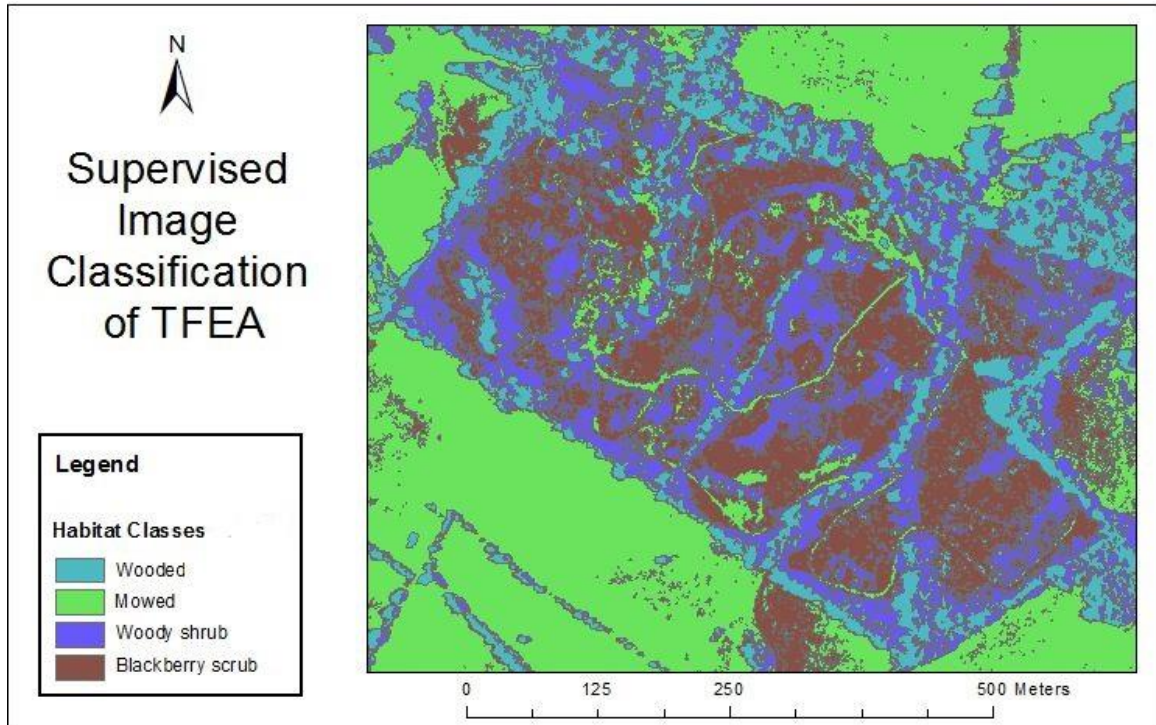 N
Supervised
Image
Classification
of TFEA
Legend
Habitat Classes
Wooded
Mowed
Woody shrub
Blackberry scrub
0 125 250 500 Meters